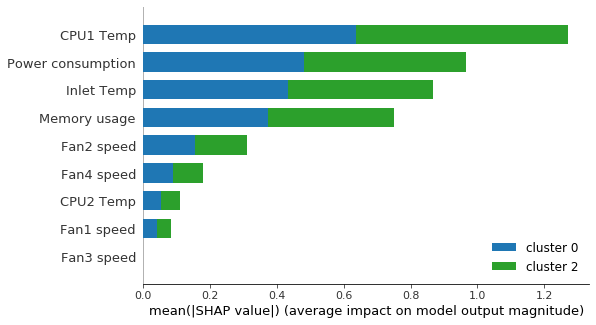 CPU1 Temp
Power consumption
Inlet Temp
Memory usage
Fan2 speed
Fan4 speed
CPU2 Temp
Fan1 speed
Fan3 speed
cluster 0
cluster 2
0.0 0.2 0.4 0.6 0.8 1.0 1.2
mean(|SHAP value|) (average impact on model output magnitude)